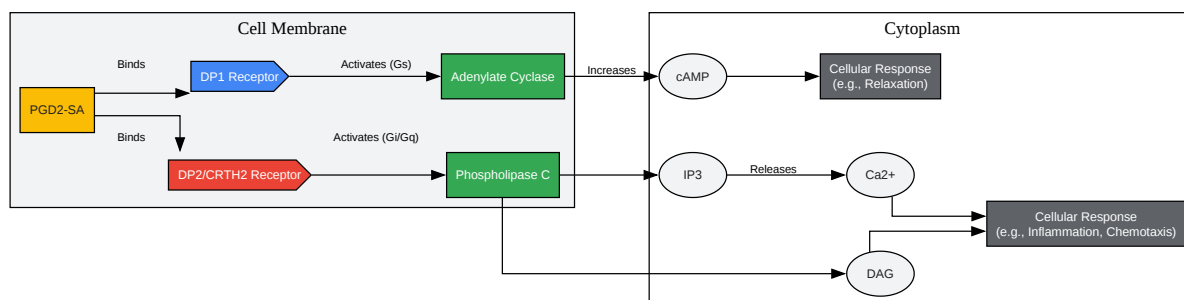 Cell Membrane
Cytoplasm
Binds
DP1 Receptor
Activates (Gs)
Adenylate Cyclase
Increases
cAMP
Cellular Response
(e.g., Relaxation)
PGD2-SA
Binds
DP2/CRTH2 Receptor
Activates (Gi/Gq)
Phospholipase C
IP3
Releases
Ca2+
Cellular Response
(e.g., Inflammation, Chemotaxis)
DAG